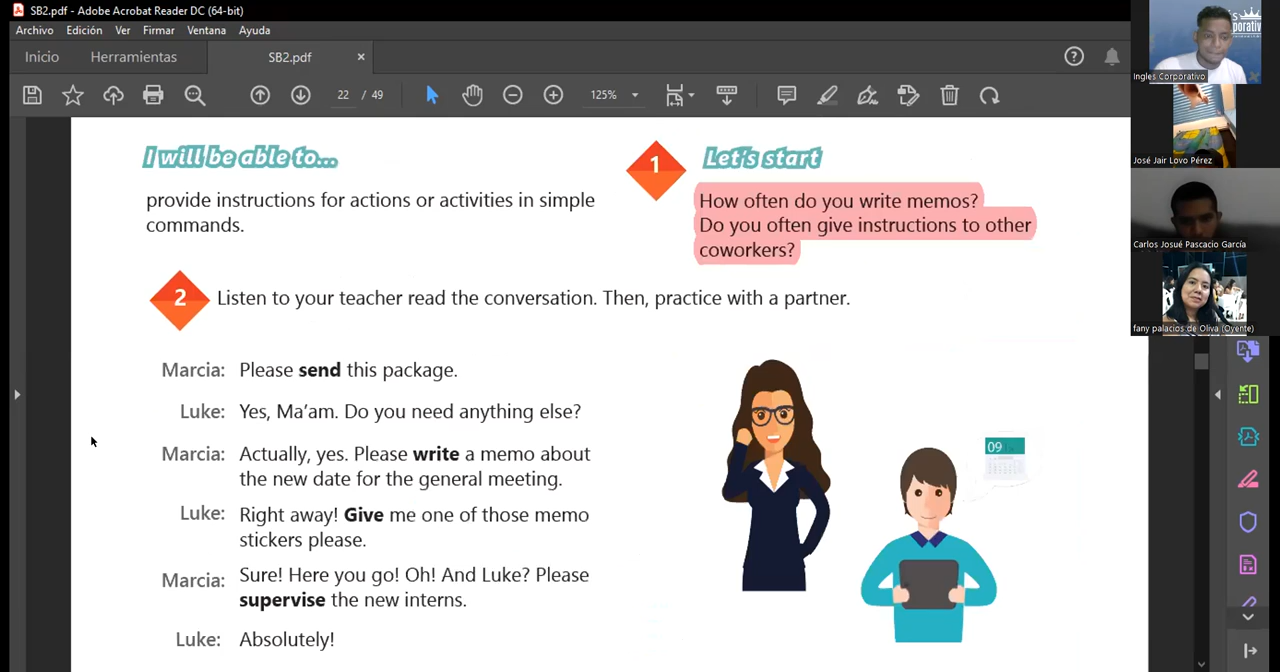 SB2.pdf - Adobe Acrobat Reader DC (64-bit)
Archivo Edición Ver Firmar Ventana Ayuda
Inicio Herramientas SB2.pdf
22 / 49 125%
I will be able to...
provide instructions for actions or activities in simple
commands.
1 Let's start
How often do you write memos?
Do you often give instructions to other
coworkers?
2 Listen to your teacher read the conversation. Then, practice with a partner.
Marcia: Please send this package.
Luke: Yes, Ma'am. Do you need anything else?
Marcia: Actually, yes. Please write a memo about
the new date for the general meeting.
Luke: Right away! Give me one of those memo
stickers please.
Marcia: Sure! Here you go! Oh! And Luke? Please
supervise the new interns.
Luke: Absolutely!
09
Ingles Corporativo
José Jair Lovo Pérez
Carlos Josué Pascacio García
fany palacios de Oliva (Oyente)